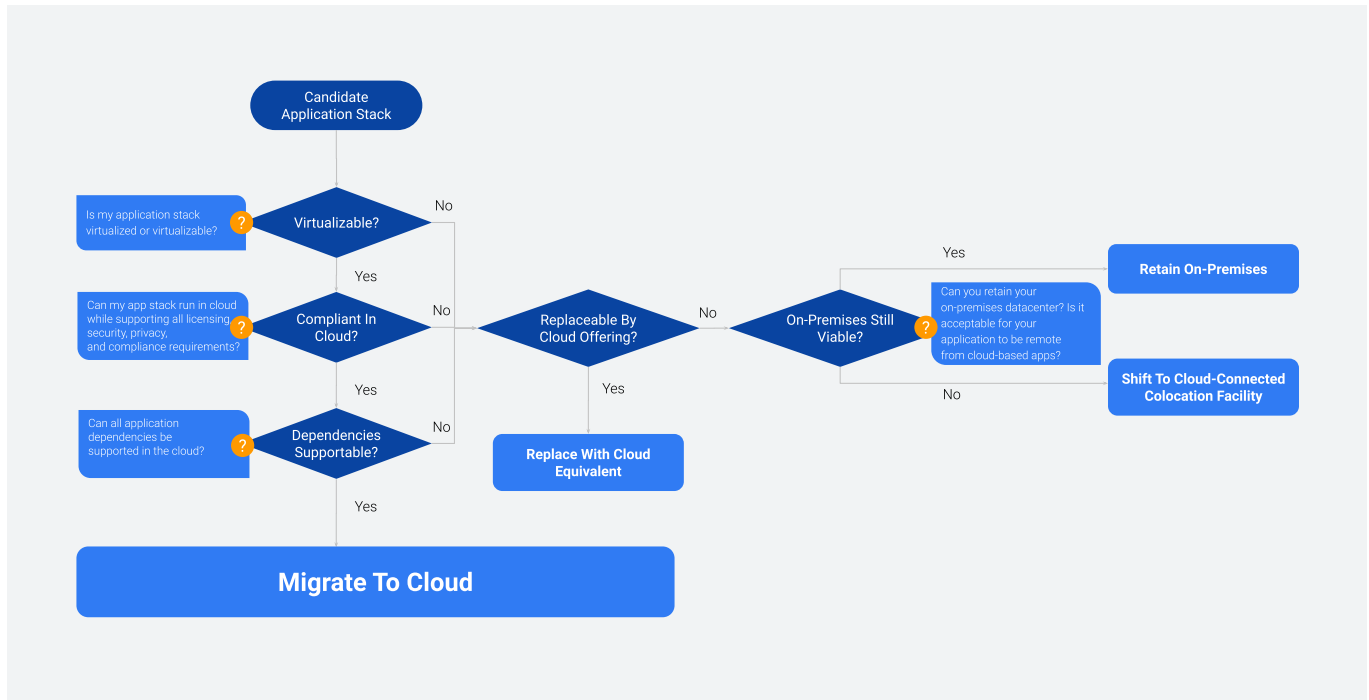 Candidate
Application Stack
Is my application stack
virtualized or virtualizable?
?
Virtualizable?
No
Yes
Can my app stack run in cloud
while supporting all licensing,
security, privacy,
and compliance requirements?
?
Compliant In
Cloud?
No
Yes
Can all application
dependencies be
supported in the cloud?
?
Dependencies
Supportable?
No
Yes
Migrate To Cloud
Replaceable By
Cloud Offering?
No
Yes
Replace With Cloud
Equivalent
On-Premises Still
Viable?
?
Can you retain your
on-premises datacenter? Is it
acceptable for your
application to be remote
from cloud-based apps?
Yes
Retain On-Premises
No
Shift To Cloud-Connected
Colocation Facility